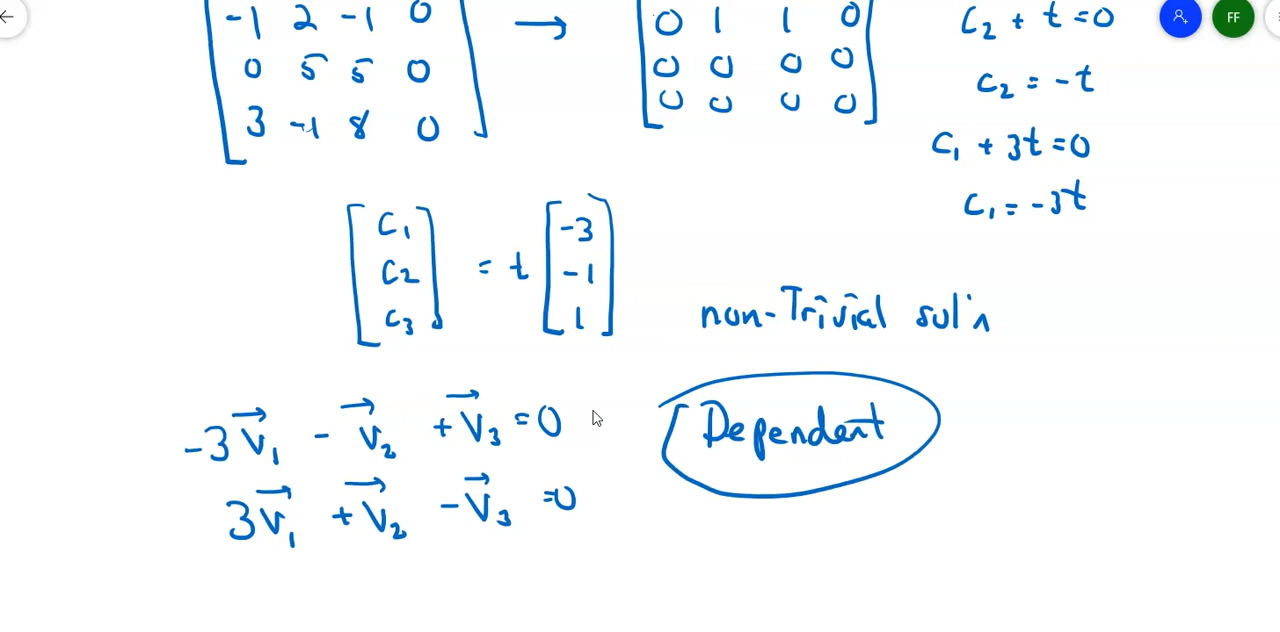 -1 2 -1 0 → 0 1 1 0
0 5 5 0 0 0 0 0
3 -1 8 0 0 0 0 0
C2 + t = 0
C2 = -t
C1 + 3t = 0
C1 = -3t
C1 -3
C2 = t -1
C3 1
non-Trivial sol'n
-3V1 - V2 + V3 = 0
Dependent
3V1 + V2 - V3 = 0
FF